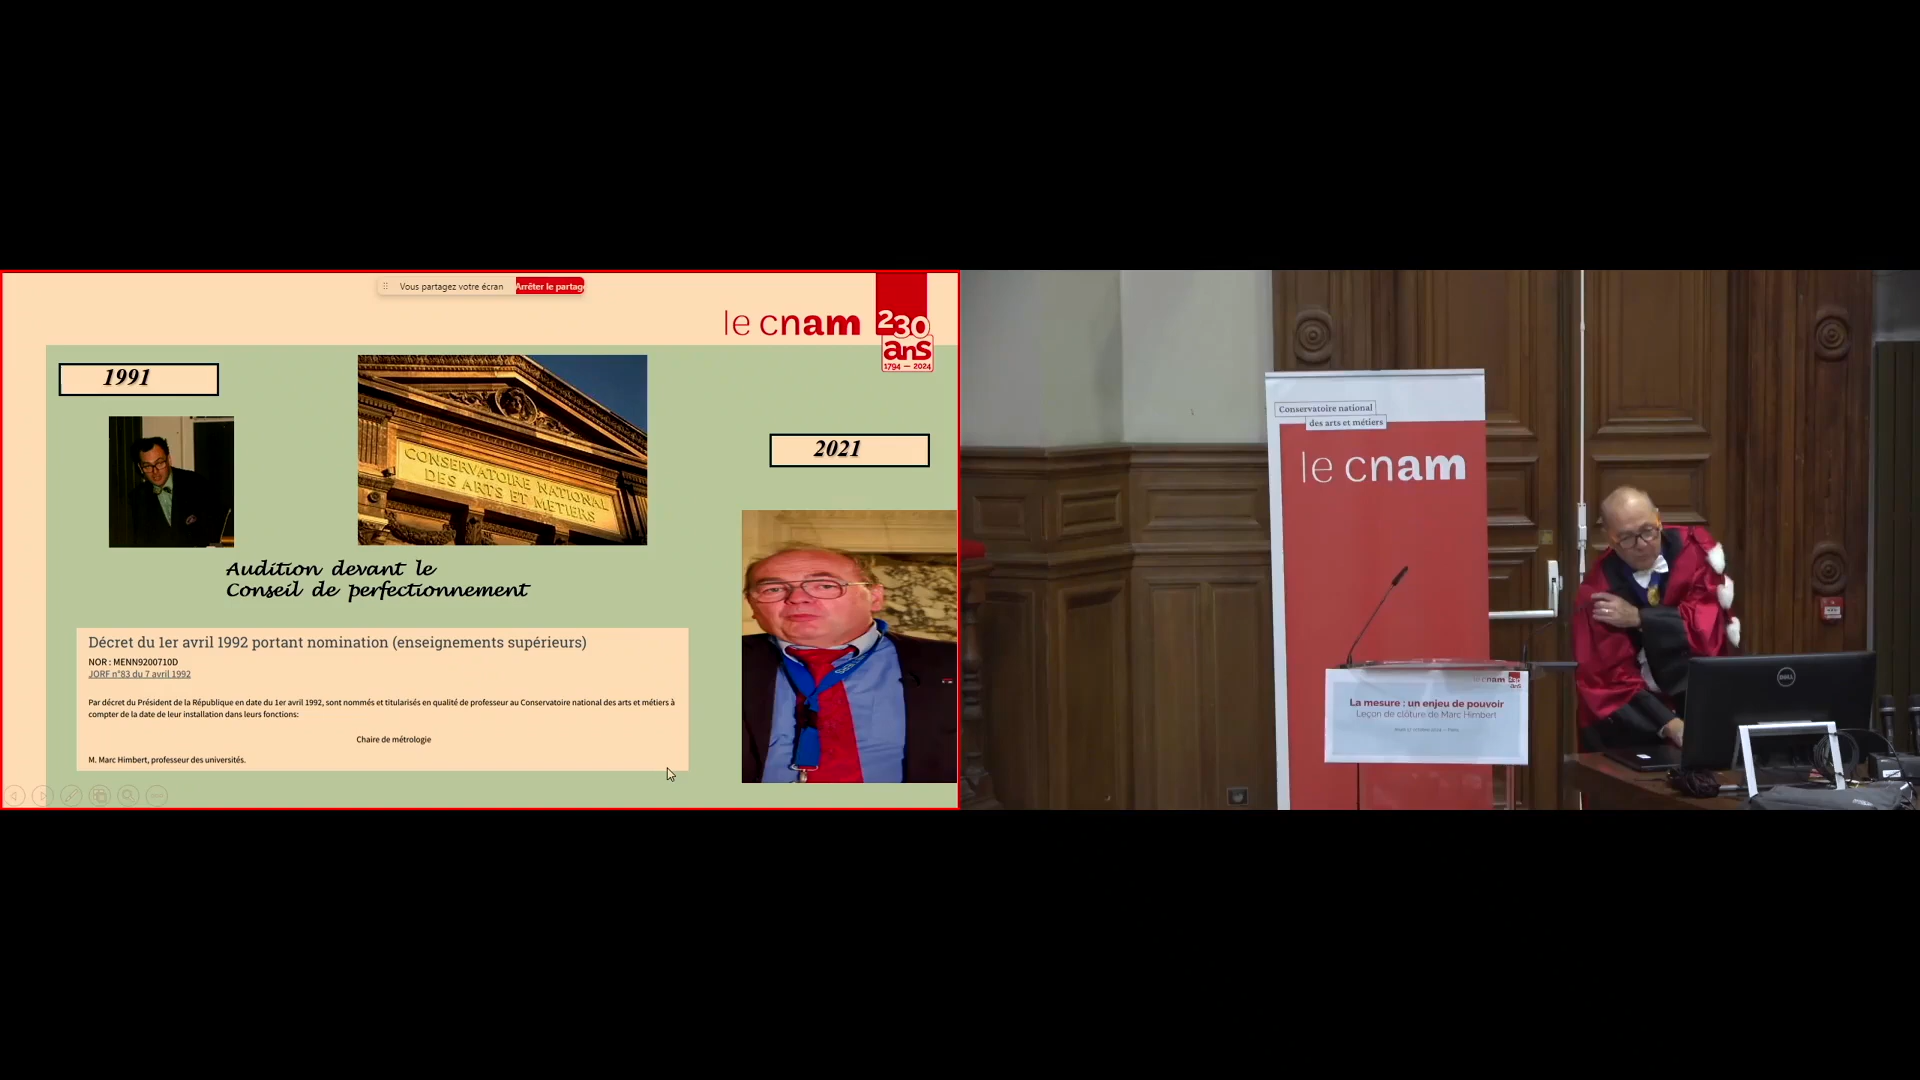 Vous partagez votre écran
Arrêter le partag
le cnam
230
ans
1794 — 2024
1991
CONSERVATOIRE NATIONAL
DES ARTS ET METIERS
2021
Audition devant le
Conseil de perfectionnement
Décret du 1er avril 1992 portant nomination (enseignements supérieurs)
NOR : MENN9200710D
JORF n°83 du 7 avril 1992
Par décret du Président de la République en date du 1er avril 1992, sont nommés et titularisés en qualité de professeur au Conservatoire national des arts et métiers à
compter de la date de leur installation dans leurs fonctions:
Chaire de métrologie
M. Marc Himbert, professeur des universités.
Conservatoire national
des arts et métiers
le cnam
le cnam
La mesure : un enjeu de pouvoir
Leçon de clôture de Marc Himbert
DELL